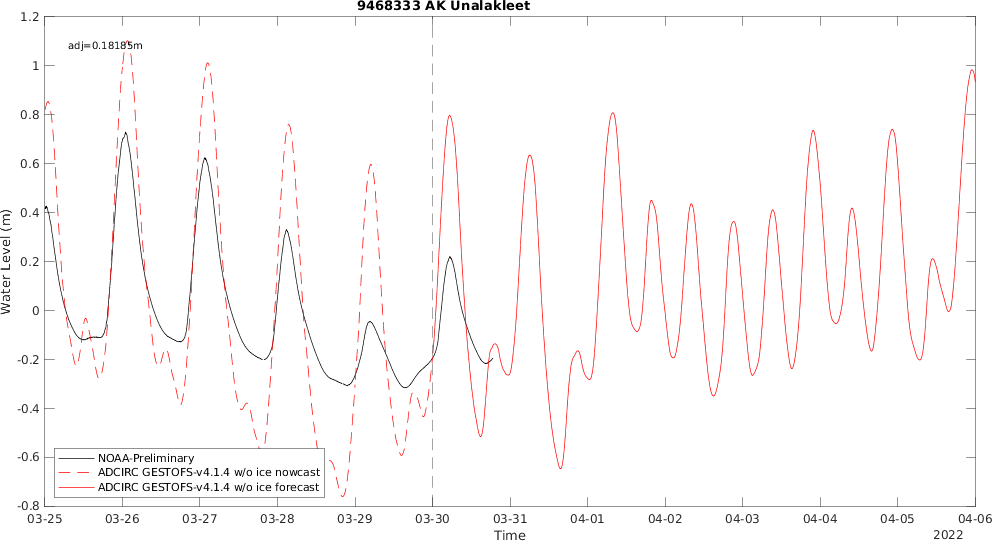 9468333 AK Unalakleet
adj=0.18185m
Water Level (m)
1.2
1
0.8
0.6
0.4
0.2
0
-0.2
-0.4
-0.6
-0.8
NOAA-Preliminary
ADCIRC GESTOFS-v4.1.4 w/o ice nowcast
ADCIRC GESTOFS-v4.1.4 w/o ice forecast
03-25 03-26 03-27 03-28 03-29 03-30 03-31 04-01 04-02 04-03 04-04 04-05 04-06
Time
2022